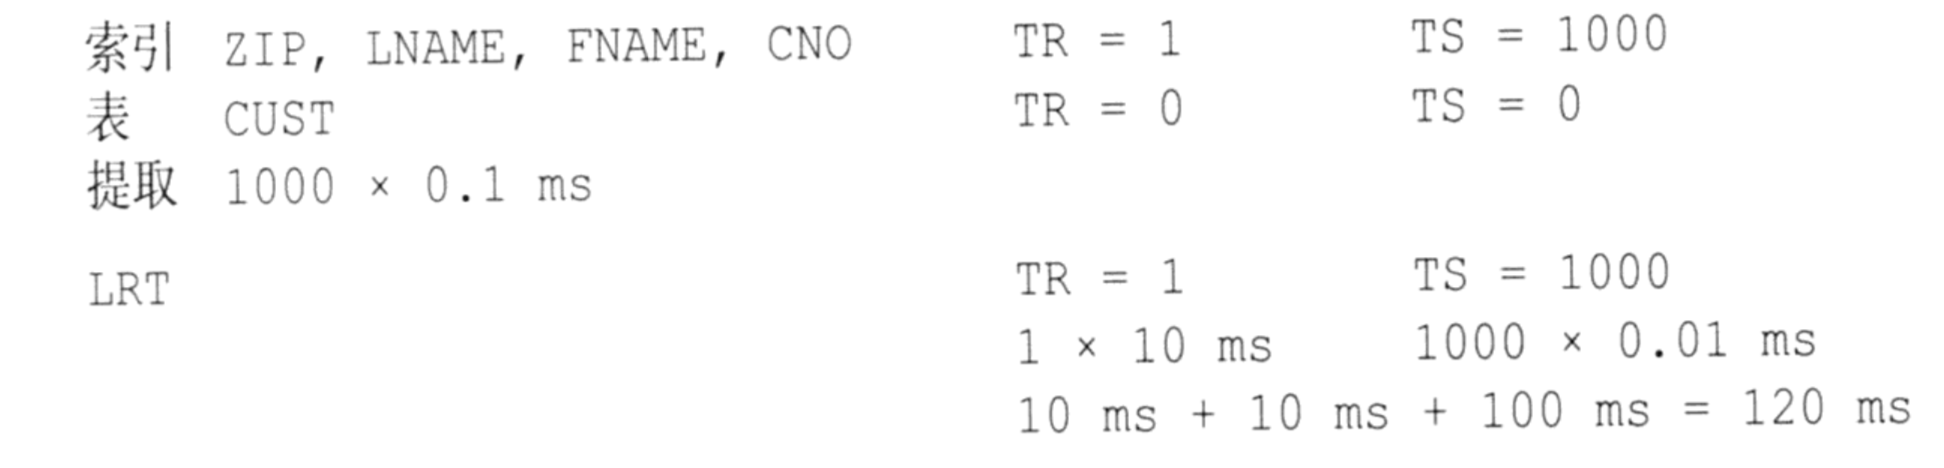 索引 ZIP, LNAME, FNAME, CNO TR = 1 TS = 1000
表 CUST TR = 0 TS = 0
提取 1000 × 0.1 ms
LRT TR = 1 TS = 1000
1 × 10 ms 1000 × 0.01 ms
10 ms + 10 ms + 100 ms = 120 ms